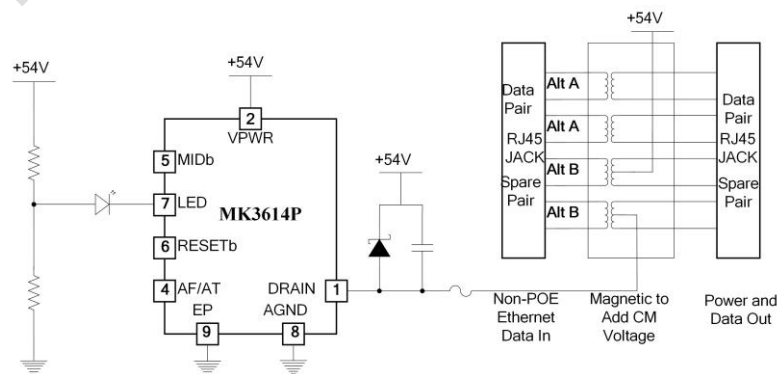 +54V
+54V
+54V
2
VPWR
5 MIDb
7 LED
MK3614P
6 RESETb
4 AF/AT
DRAIN 1
EP
AGND
9
8
+54V
Data
Pair
RJ45
JACK
Spare
Pair
Alt A
Alt A
Alt B
Alt B
Data
Pair
RJ45
JACK
Spare
Pair
Non-POE
Ethernet
Data In
Magnetic to
Add CM
Voltage
Power and
Data Out